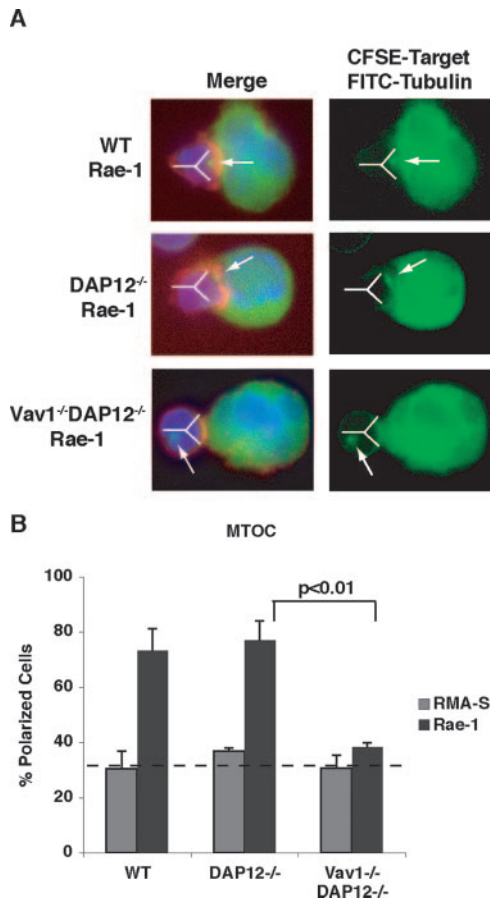 A
Merge
CFSE-Target
FITC-Tubulin
WT
Rae-1
DAP12-/-
Rae-1
Vav1-/-DAP12-/-
Rae-1
B
MTOC
p<0.01
% Polarized Cells
100
80
60
40
20
0
RMA-S
Rae-1
WT
DAP12-/-
Vav1-/-
DAP12-/-